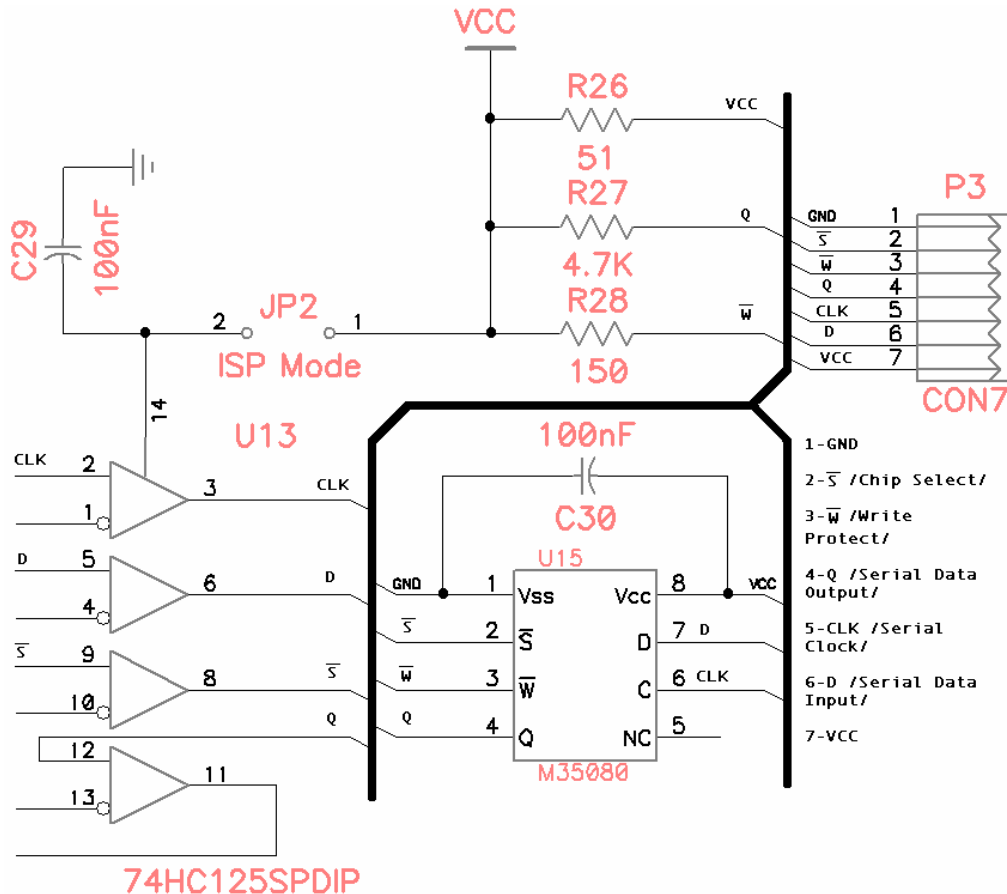 VCC
R26
51
VCC
R27
4.7K
Q
R28
150
W̅
C29
100nF
2
JP2
1
ISP Mode
P3
GND 1
S̅ 2
W̅ 3
Q 4
CLK 5
D 6
VCC 7
CON7
14
U13
CLK 2
1
3 CLK
D 5
4
6 D
S̅ 9
10
8 S̅
Q
12
13
11
74HC125SPDIP
100nF
C30
U15
GND 1 Vss
S̅ 2 S̅
W̅ 3 W̅
Q 4 Q
Vcc 8 VCC
D 7 D
C 6 CLK
NC 5
M35080
1-GND
2-S̅ /Chip Select/
3-W̅ /Write
Protect/
4-Q /Serial Data
Output/
5-CLK /Serial
Clock/
6-D /Serial Data
Input/
7-VCC